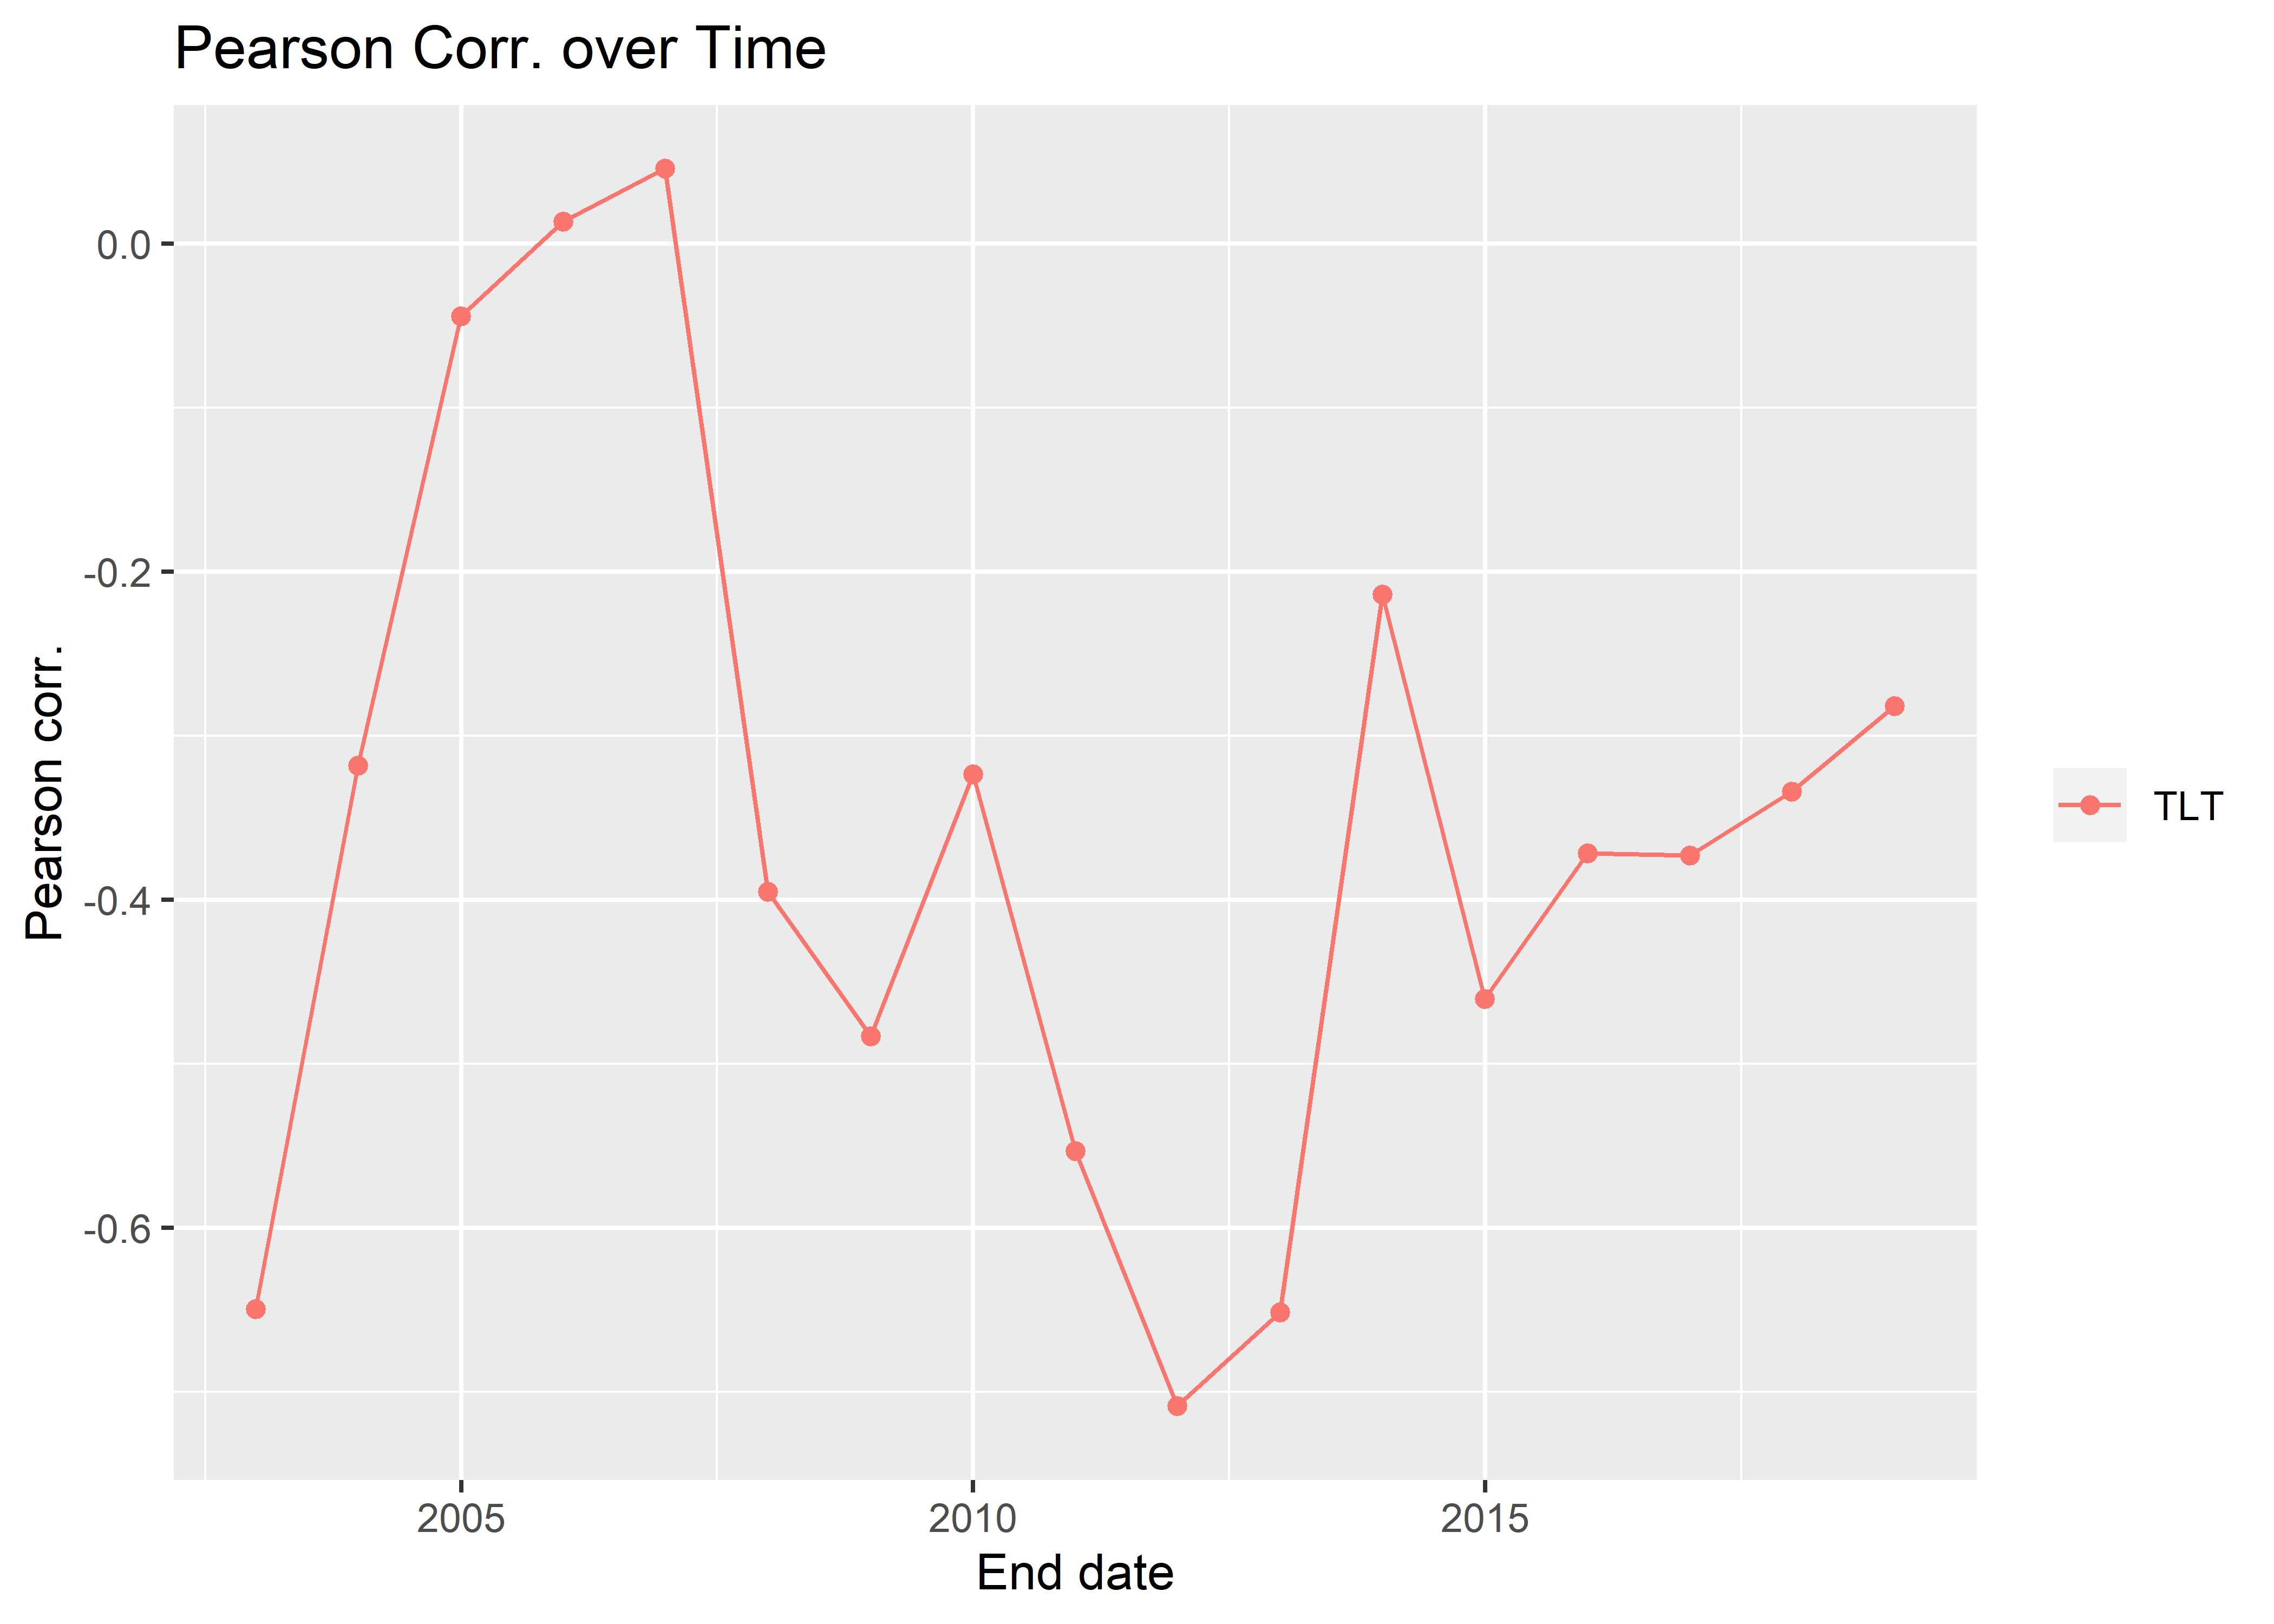 Pearson Corr. over Time
Pearson corr.
0.0
-0.2
-0.4
-0.6
2005
2010
2015
End date
TLT